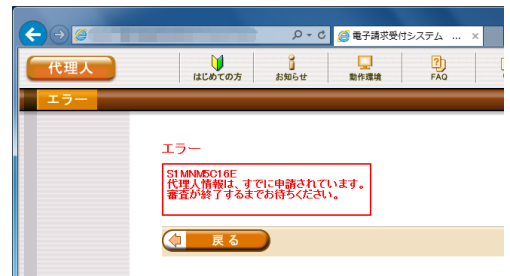 電子請求受付システム ...
代理人
はじめての方
お知らせ
動作環境
FAQ
エラー
エラー
S1MNM5C16E
代理人情報は、すでに申請されています。
審査が終了するまでお待ちください。
戻る